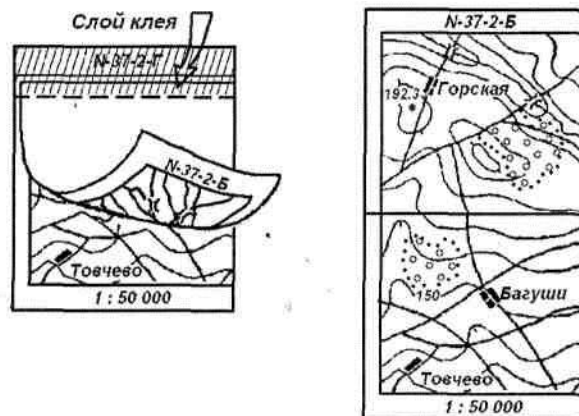 Слой клея
N-37-2-Г
N-37-2-Б
Товчево
1 : 50 000
N-37-2-Б
192.3
Горская
150
Багуши
Товчево
1 : 50 000